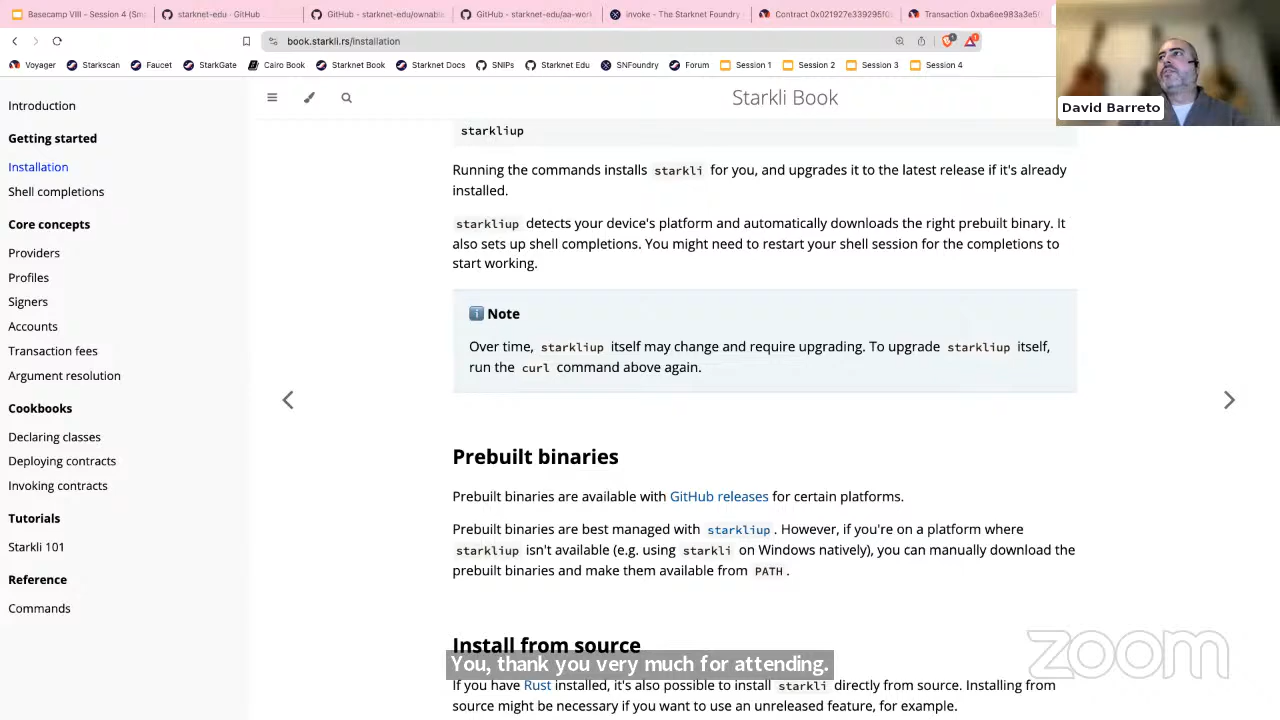 Basecamp VII - Session 4 (Sma
starknet-edu · GitHub
GitHub - starknet-edu/ownabl
GitHub - starknet-edu/aa-work
invoke - The Starknet Foundry
Contract 0x021927e339295f0
Transaction 0xba6ee983a3e5f
book.starkli.rs/installation
Voyager
Starkscan
Faucet
StarkGate
Cairo Book
Starknet Book
Starknet Docs
SNIPs
Starknet Edu
SNFoundry
Forum
Session 1
Session 2
Session 3
Session 4
David Barreto
Introduction
Getting started
Installation
Shell completions
Core concepts
Providers
Profiles
Signers
Accounts
Transaction fees
Argument resolution
Cookbooks
Declaring classes
Deploying contracts
Invoking contracts
Tutorials
Starkli 101
Reference
Commands
Starkli Book
starkliup
Running the commands installs starkli for you, and upgrades it to the latest release if it's already
installed.
starkliup detects your device's platform and automatically downloads the right prebuilt binary. It
also sets up shell completions. You might need to restart your shell session for the completions to
start working.
Note
Over time, starkliup itself may change and require upgrading. To upgrade starkliup itself,
run the curl command above again.
Prebuilt binaries
Prebuilt binaries are available with GitHub releases for certain platforms.
Prebuilt binaries are best managed with starkliup. However, if you're on a platform where
starkliup isn't available (e.g. using starkli on Windows natively), you can manually download the
prebuilt binaries and make them available from PATH.
Install from source
You, thank you very much for attending.
If you have Rust installed, it's also possible to install starkli directly from source. Installing from
source might be necessary if you want to use an unreleased feature, for example.
zoom